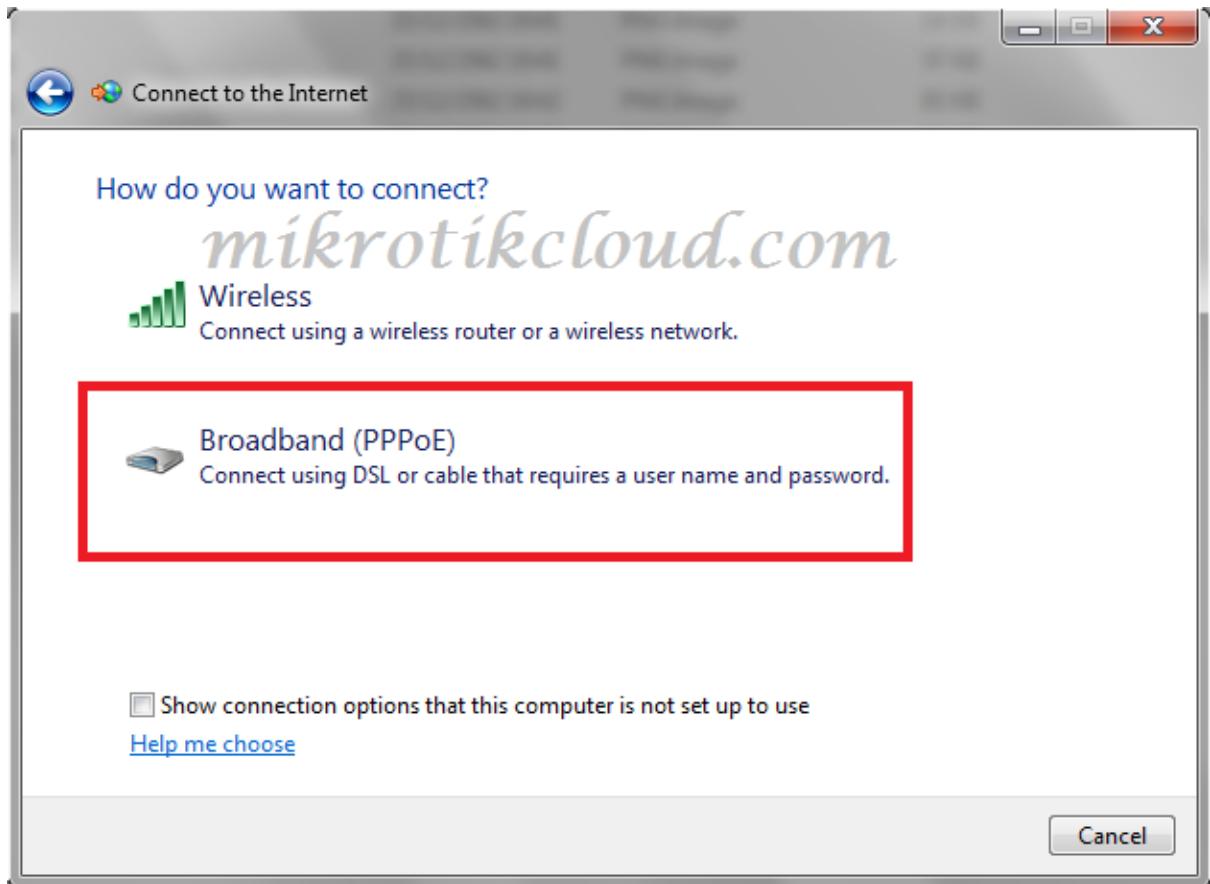 Connect to the Internet
How do you want to connect?
mikrotikcloud.com
Wireless
Connect using a wireless router or a wireless network.
Broadband (PPPoE)
Connect using DSL or cable that requires a user name and password.
Show connection options that this computer is not set up to use
Help me choose
Cancel